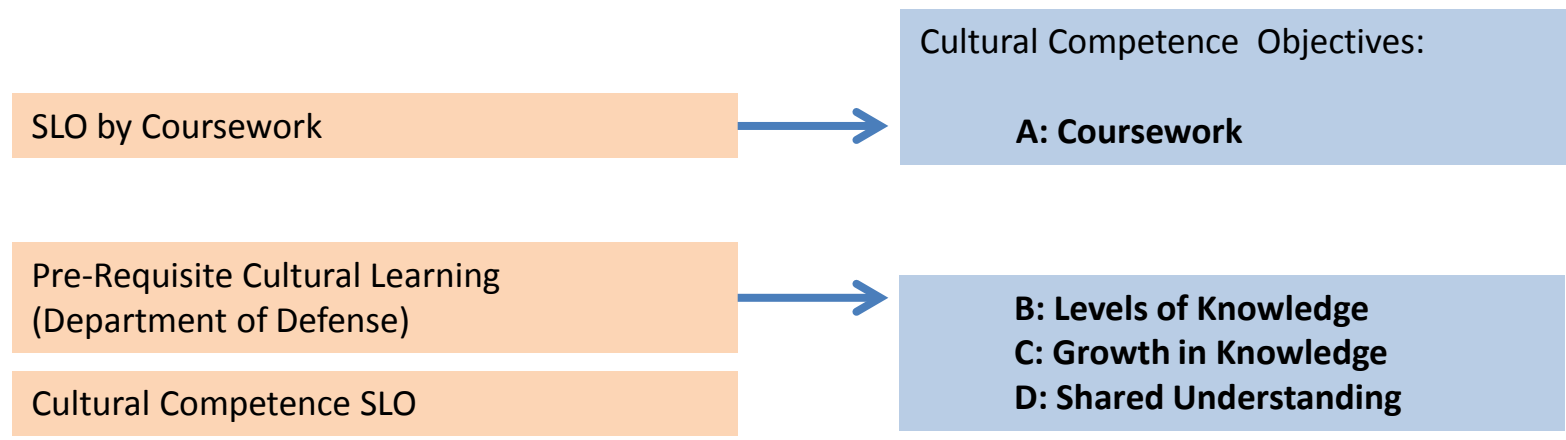 Cultural Competence  Objectives:
SLO by Coursework
A: Coursework
Pre-Requisite Cultural Learning
(Department of Defense)
B: Levels of Knowledge
C: Growth in Knowledge
D: Shared Understanding
Cultural Competence SLO